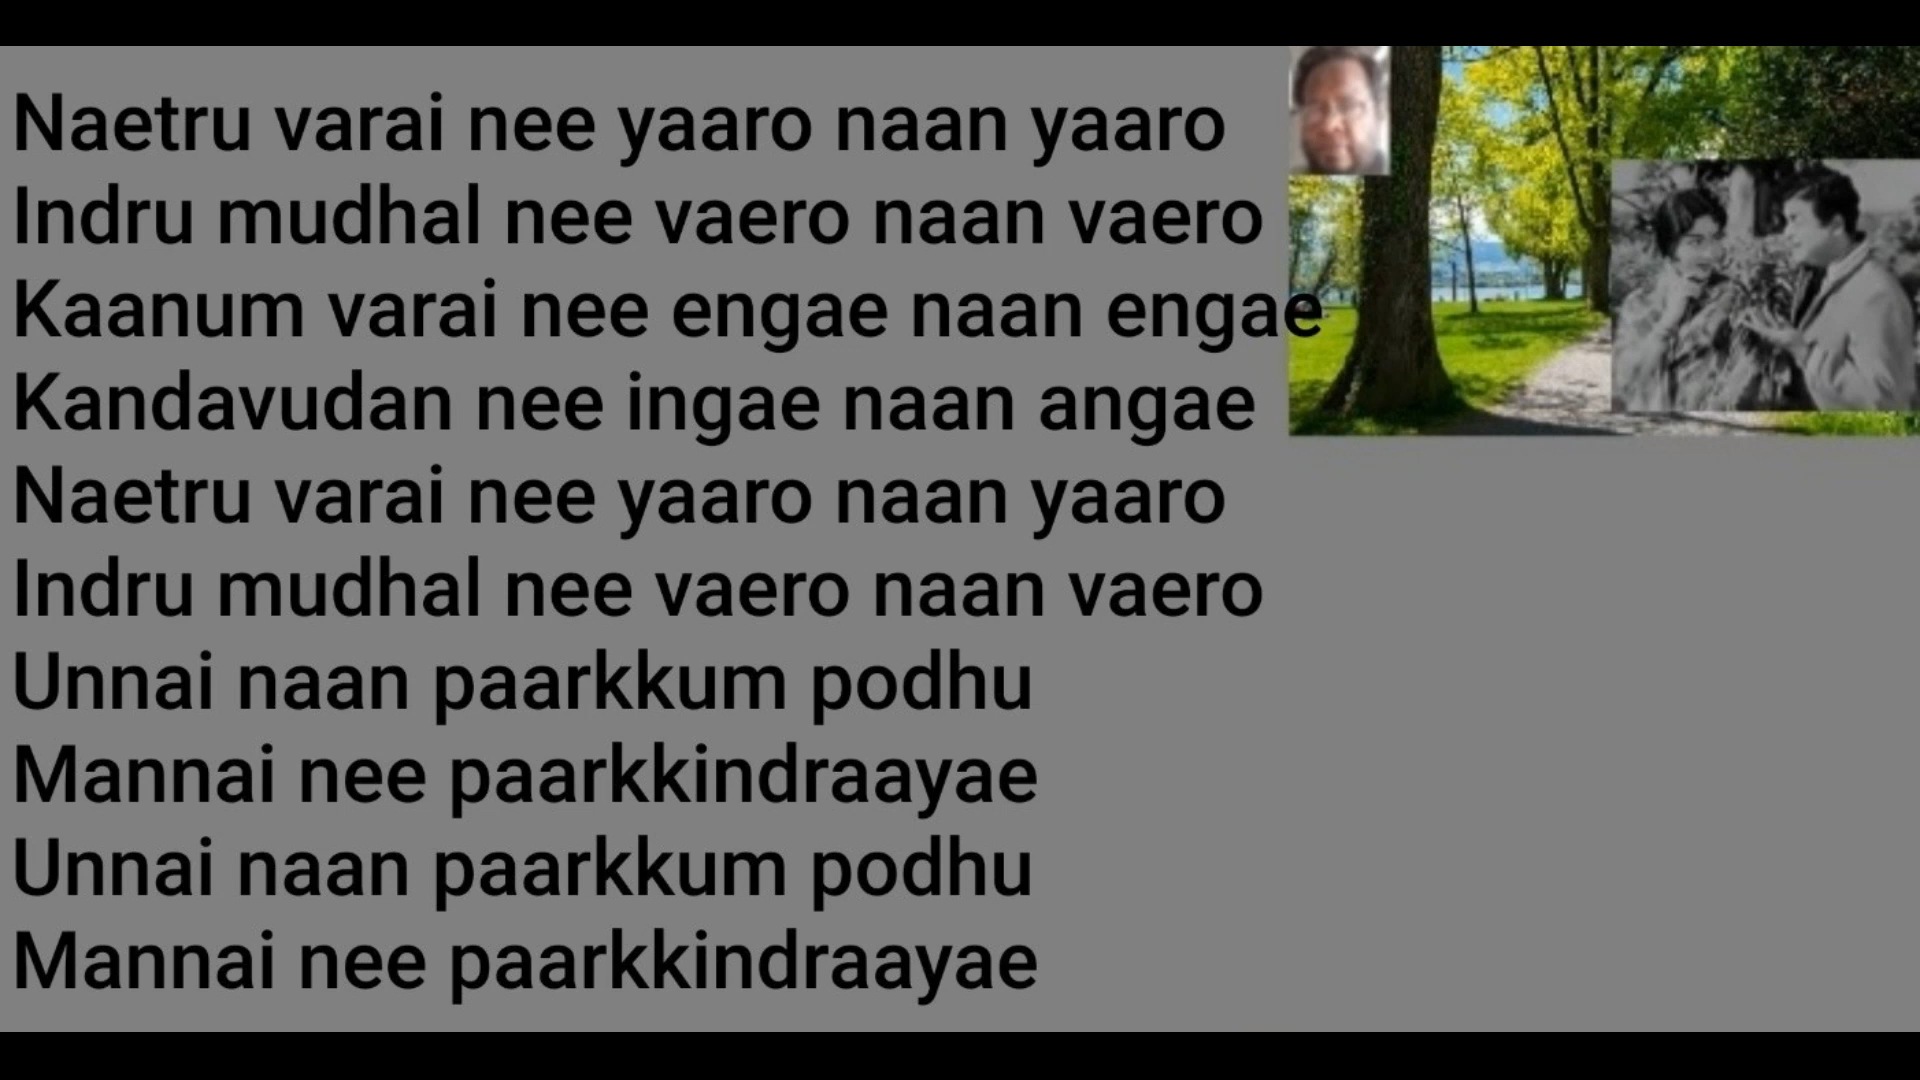 Naetru varai nee yaaro naan yaaro
Indru mudhal nee vaero naan vaero
Kaanum varai nee engae naan engae
Kandavudan nee ingae naan angae
Naetru varai nee yaaro naan yaaro
Indru mudhal nee vaero naan vaero
Unnai naan paarkkum podhu
Mannai nee paarkkindraayae
Unnai naan paarkkum podhu
Mannai nee paarkkindraayae